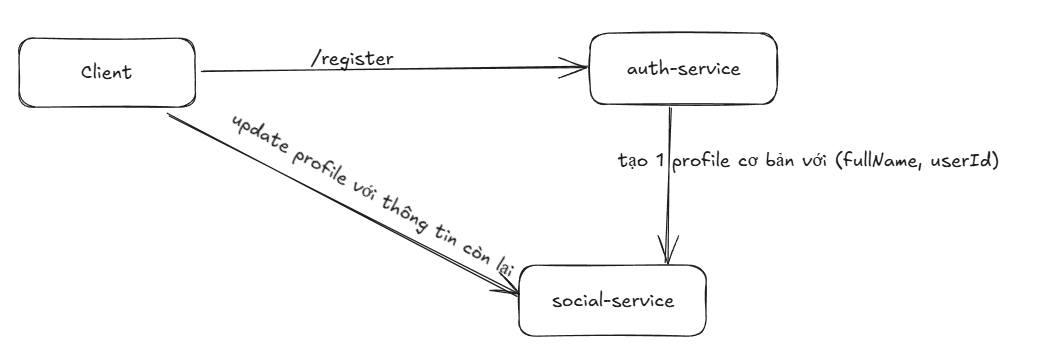 Client
/register
auth-service
tạo 1 profile cơ bản với (fullName, userId)
update profile với thông tin còn lại
social-service